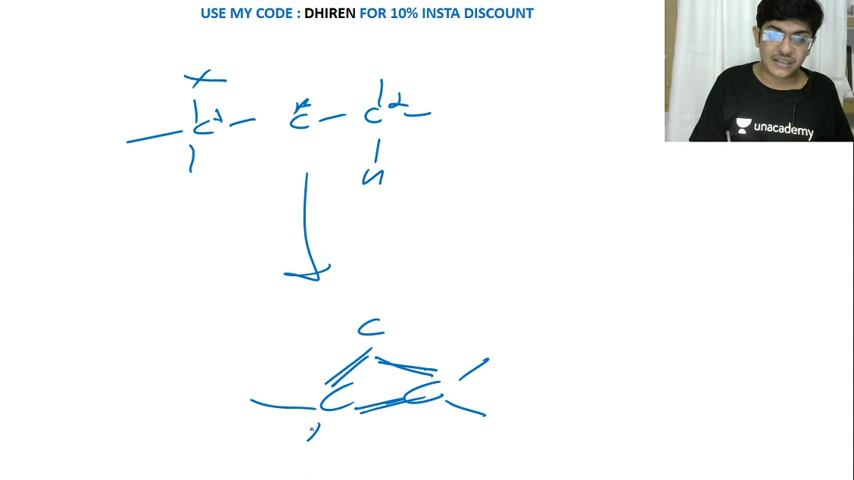 USE MY CODE : DHIREN FOR 10% INSTA DISCOUNT
unacademy
X
C C C
H
C
C C